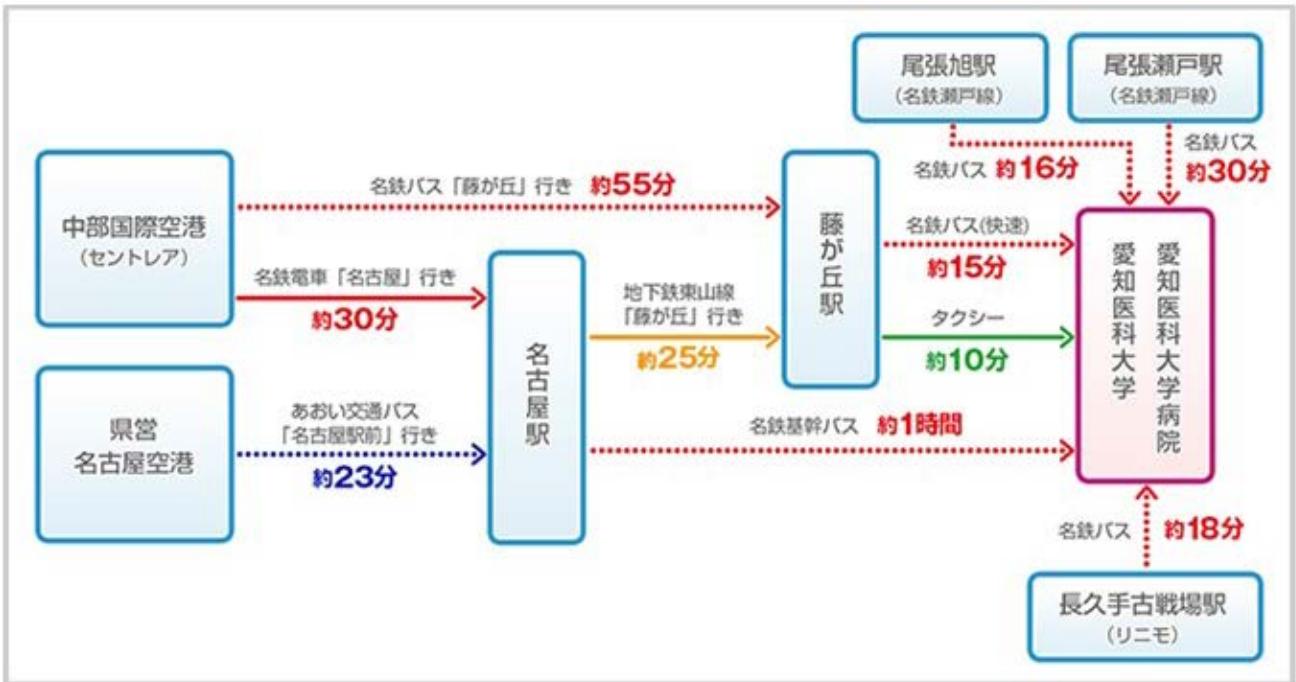 尾張旭駅
(名鉄瀬戸線)
尾張瀬戸駅
(名鉄瀬戸線)
名鉄バス 約16分
名鉄バス
約30分
中部国際空港
(セントレア)
名鉄バス「藤が丘」行き 約55分
名鉄電車「名古屋」行き
約30分
県営
名古屋空港
あおい交通バス
「名古屋駅前」行き
約23分
名古屋駅
地下鉄東山線
「藤が丘」行き
約25分
藤が丘駅
名鉄バス(快速)
約15分
タクシー
約10分
名鉄基幹バス 約1時間
愛知医科大学病院
愛知医科大学
名鉄バス 約18分
長久手古戦場駅
(リニモ)